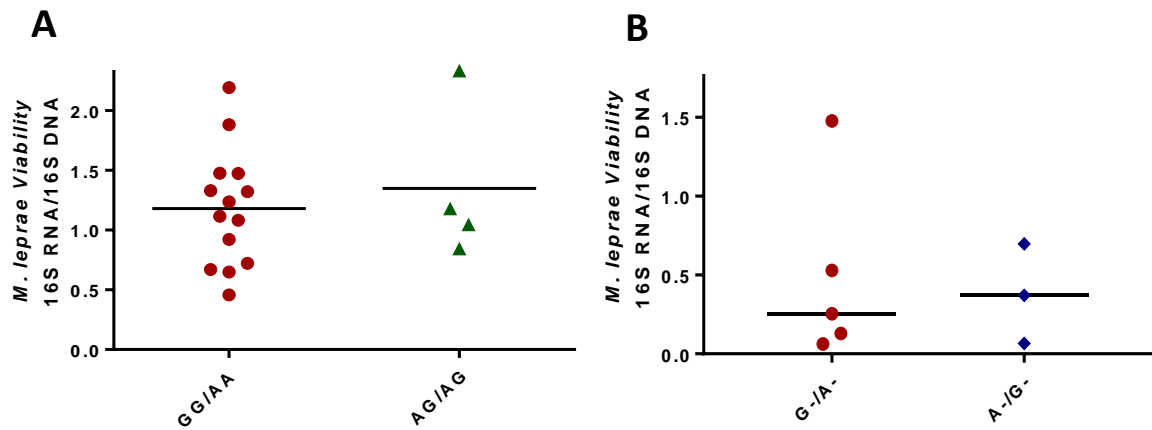 A
M. leprae Viability
16S RNA/16S DNA
2.0
1.5
1.0
0.5
0.0
GG/AA
AG/AG
B
M. leprae Viability
16S RNA/16S DNA
1.5
1.0
0.5
0.0
G-/A-
A-/G-